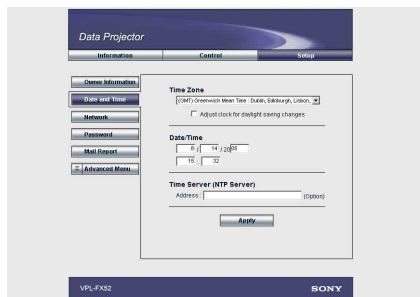 Data Projector
Information Control Setup
Owner Information
Date and Time
Network
Password
Mail Report
Advanced Menu
Time Zone
(GMT) Greenwich Mean Time : Dublin, Edinburgh, Lisbon,
Adjust clock for daylight saving changes
Date/Time
8 / 14 / 20 05
15 : 32
Time Server (NTP Server)
Address : (Option)
Apply
VPL-FX52 SONY